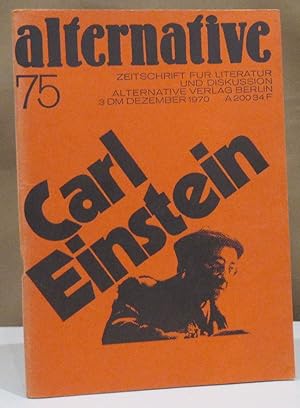 alternative
75
ZEITSCHRIFT FÜR LITERATUR
UND DISKUSSION
ALTERNATIVE VERLAG BERLIN
3 DM DEZEMBER 1970 A 200 34 F
Carl
Einstein